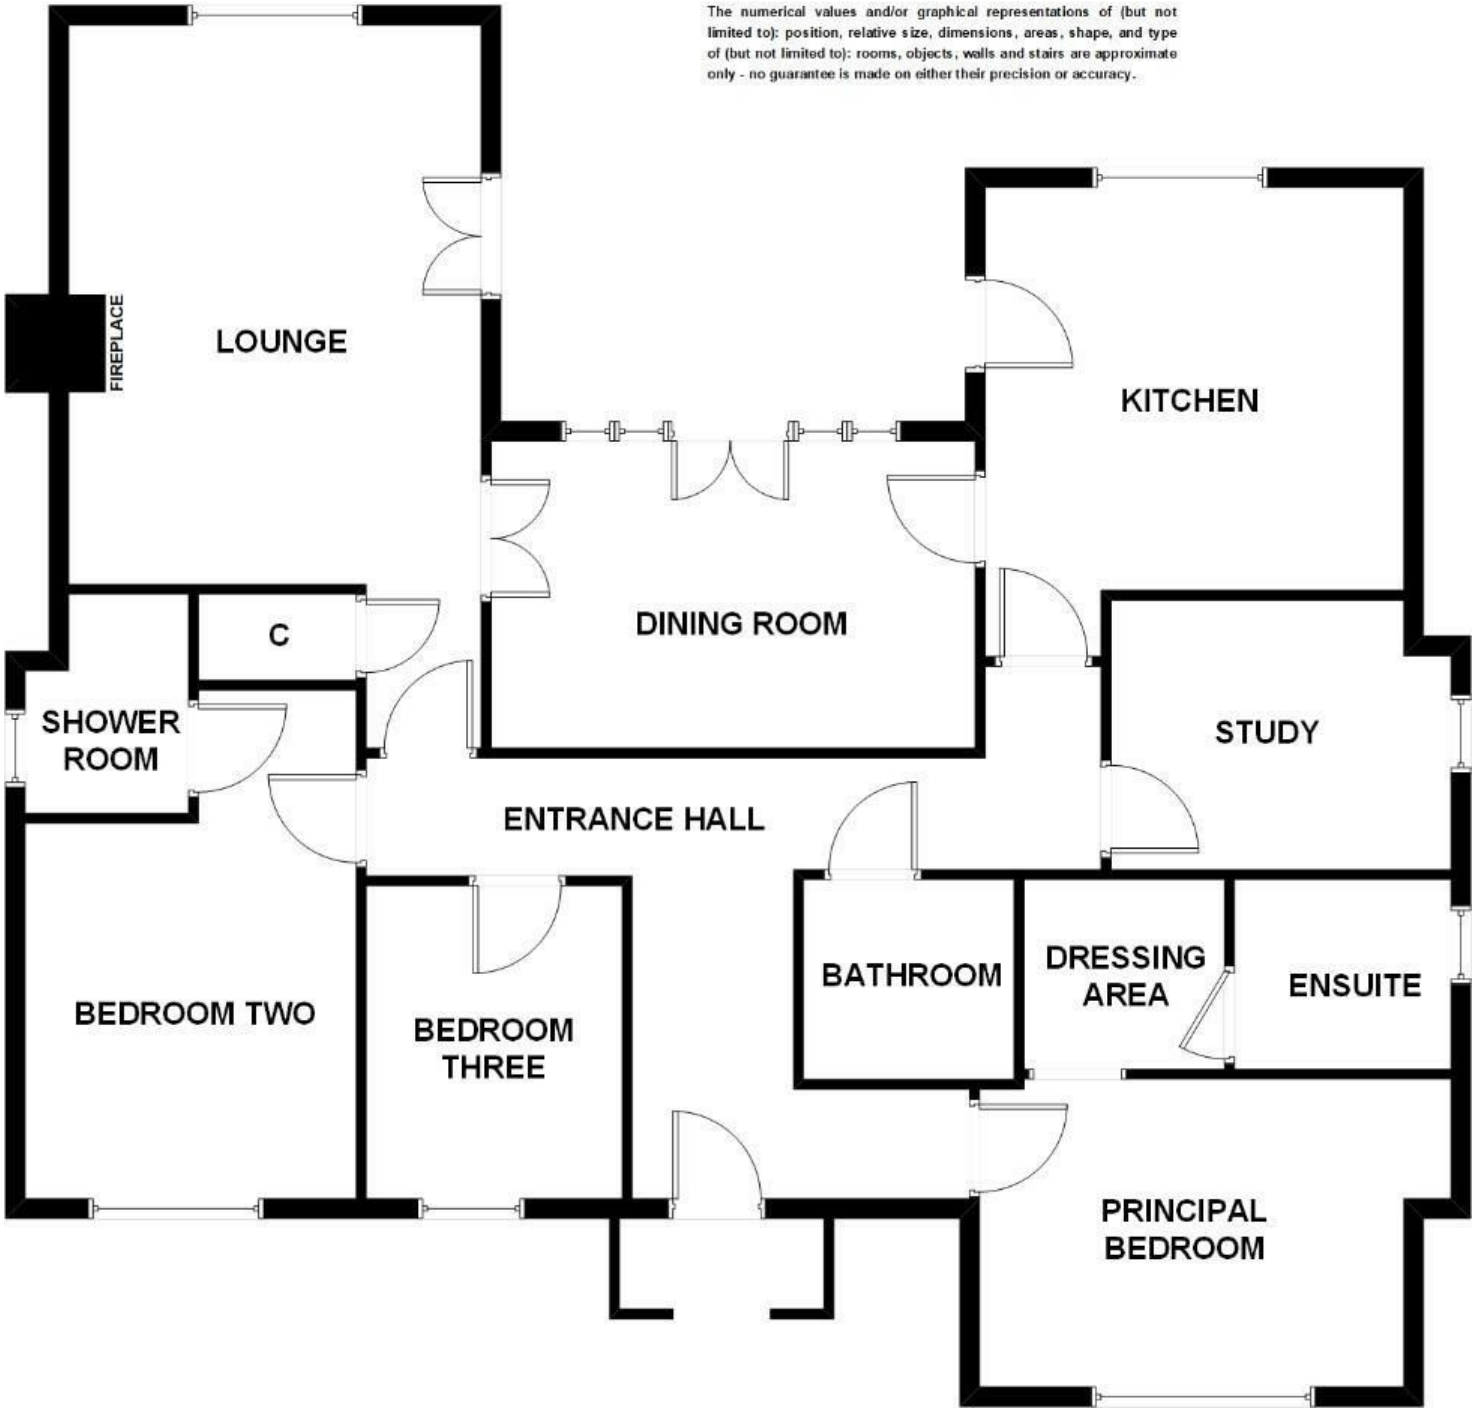 The numerical values and/or graphical representations of (but not
limited to): position, relative size, dimensions, areas, shape, and type
of (but not limited to): rooms, objects, walls and stairs are approximate
only - no guarantee is made on either their precision or accuracy.
FIREPLACE
LOUNGE
KITCHEN
DINING ROOM
C
SHOWER
ROOM
STUDY
ENTRANCE HALL
BATHROOM
DRESSING
AREA
ENSUITE
BEDROOM TWO
BEDROOM
THREE
PRINCIPAL
BEDROOM